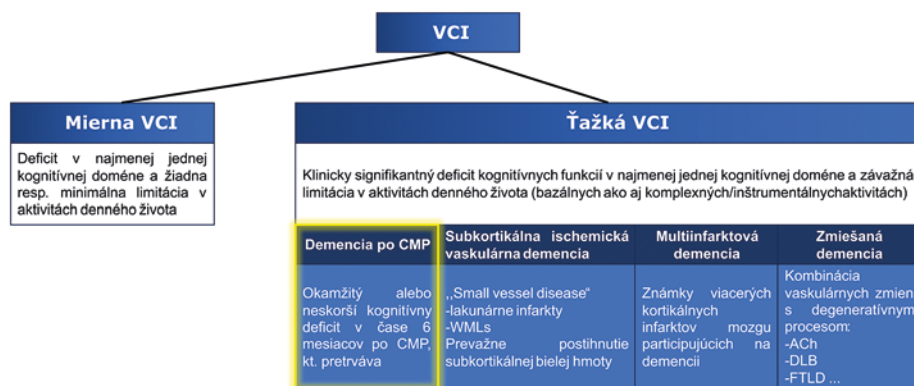 VCI
Mierna VCI
Deficit v najmenej jednej
kognitívnej doméne a žiadna
resp. minimálna limitácia v
aktivitách denného života
Ťažká VCI
Klinicky signifikantný deficit kognitívnych funkcií v najmenej jednej kognitívnej doméne a závažná
limitácia v aktivitách denného života (bazálnych ako aj komplexných/inštrumentálnychaktivitách)
Demencia po CMP
Okamžitý alebo
neskorší kognitívny
deficit v čase 6
mesiacov po CMP,
kt. pretrváva
Subkortikálna ischemická
vaskulárna demencia
,,Small vessel disease“
-lakunárne infarkty
-WMLs
Prevažne postihnutie
subkortikálnej bielej hmoty
Multiinfarktová
demencia
Známky viacerých
kortikálnych
infarktov mozgu
participujúcich na
demencii
Zmiešaná
demencia
Kombinácia
vaskulárnych zmien
s degeneratívnym
procesom:
-ACh
-DLB
-FTLD ...